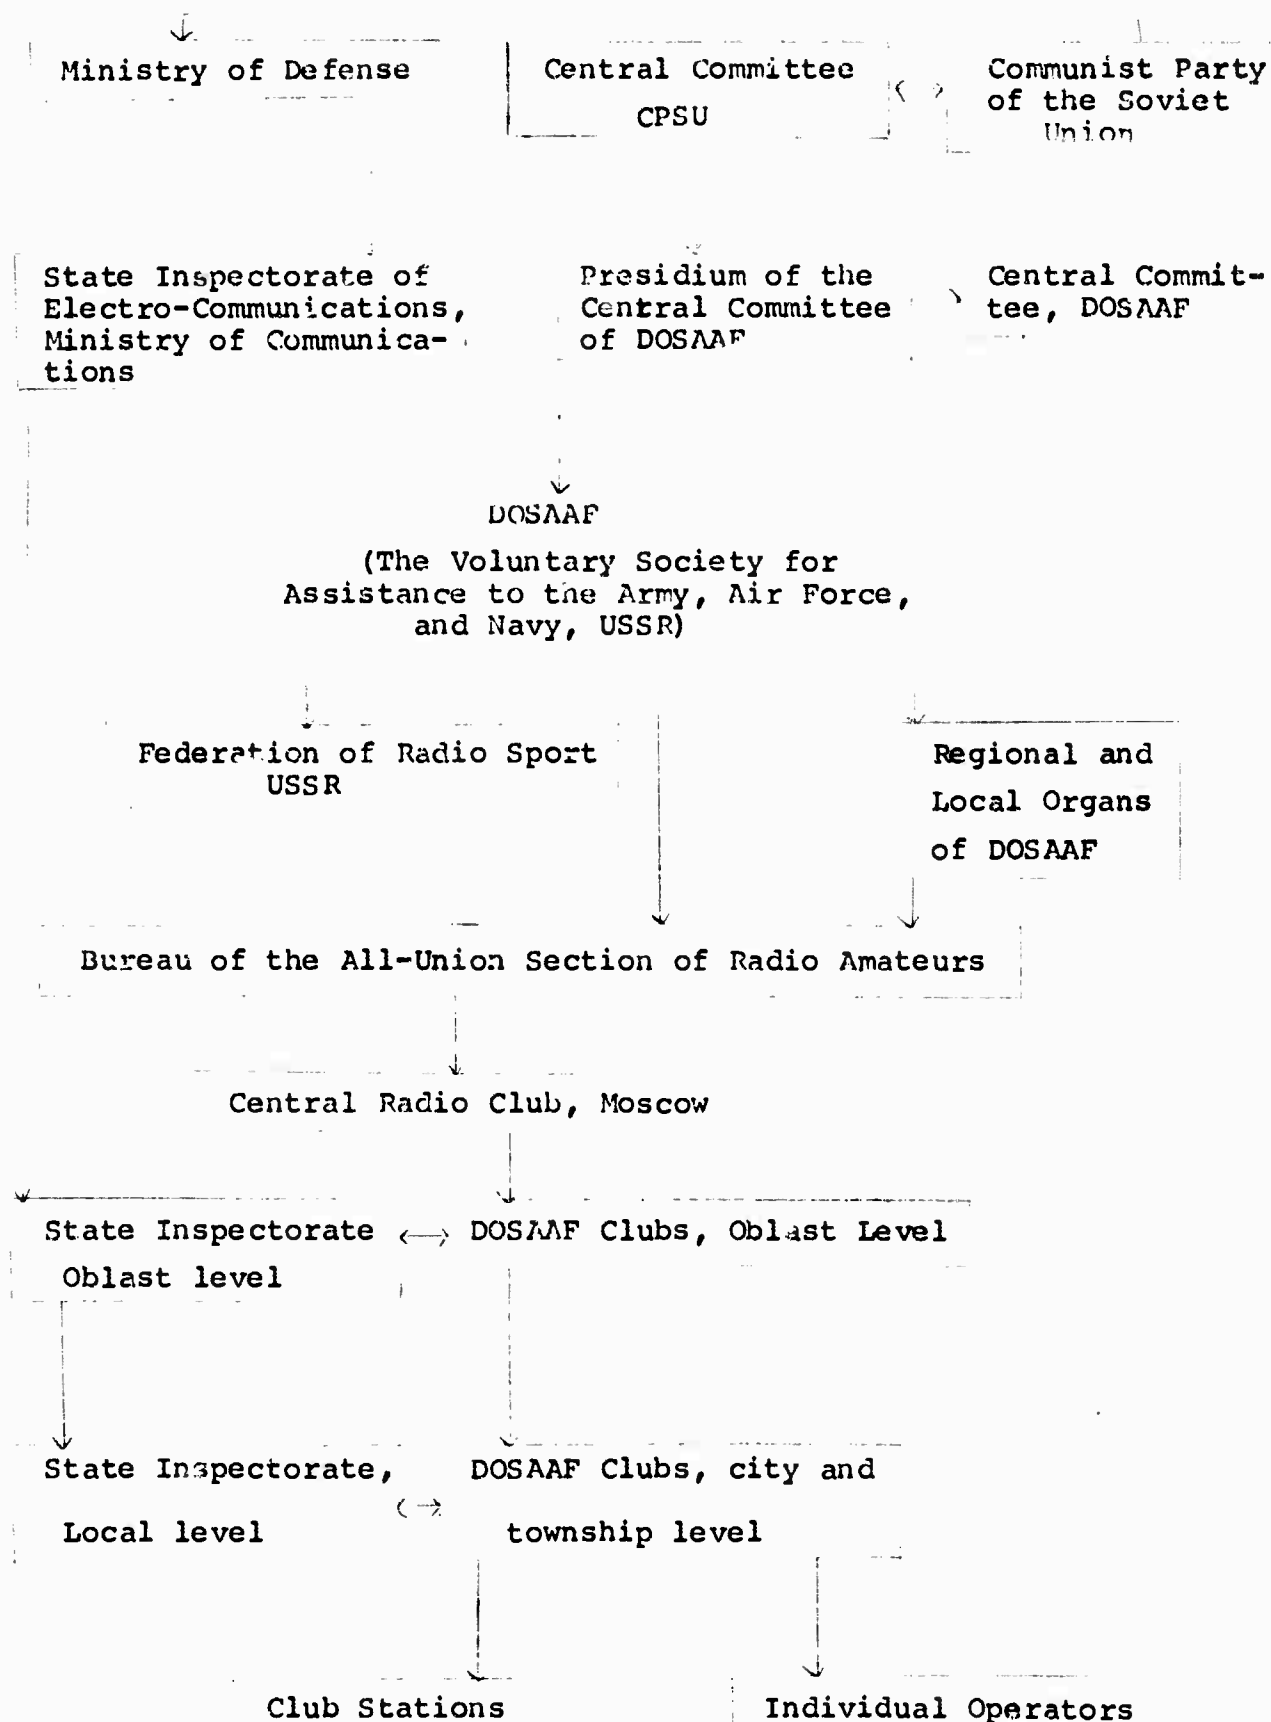 Ministry of Defense
Central Committee
CPSU
Communist Party
of the Soviet
Union
State Inspectorate of
Electro-Communications,
Ministry of Communica-
tions
Presidium of the
Central Committee
of DOSAAF
Central Commit-
tee, DOSAAF
DOSAAF
(The Voluntary Society for
Assistance to the Army, Air Force,
and Navy, USSR)
Federation of Radio Sport
USSR
Regional and
Local Organs
of DOSAAF
Bureau of the All-Union Section of Radio Amateurs
Central Radio Club, Moscow
State Inspectorate
Oblast level
DOSAAF Clubs, Oblast Level
State Inspectorate,
Local level
DOSAAF Clubs, city and
township level
Club Stations
Individual Operators